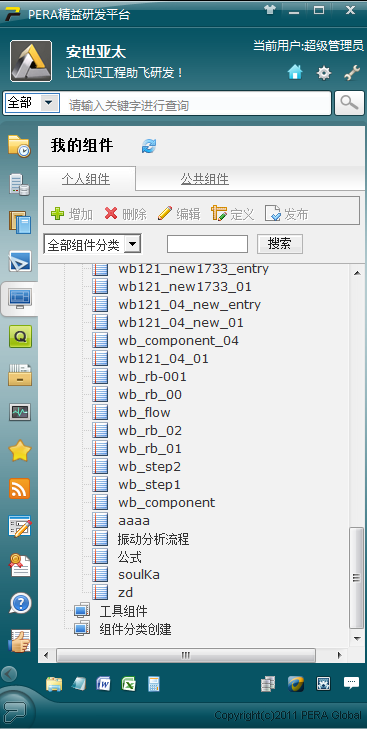 PERA精益研发平台
安世亚太
当前用户:超级管理员
让知识工程助飞研发！
全部 请输入关键字进行查询
我的组件
个人组件 公共组件
增加 删除 编辑 定义 发布
全部组件分类 搜索
wb121_new1733_entry
wb121_new1733_01
wb121_04_new_entry
wb121_04_new_01
wb_component_04
wb121_04_01
wb_rb-001
wb_rb_00
wb_flow
wb_rb_02
wb_rb_01
wb_step2
wb_step1
wb_component
aaaa
振动分析流程
公式
soulKa
zd
工具组件
组件分类创建
Copyright(c)2011 PERA Global